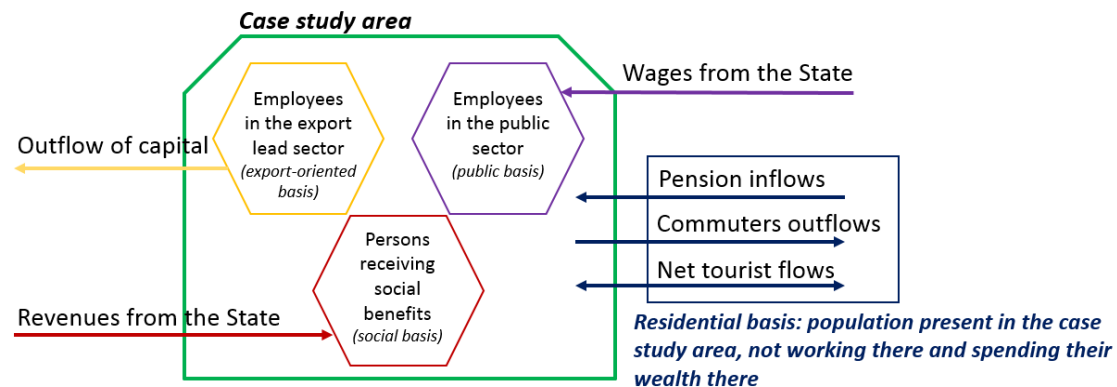 Case study area
Employees
in the export
lead sector
(export-oriented
basis)
Employees
in the public
sector
(public basis)
Wages from the State
Outflow of capital
Pension inflows
Commuters outflows
Net tourist flows
Persons
receiving
social
benefits
(social basis)
Revenues from the State
Residential basis: population present in the case
study area, not working there and spending their
wealth there